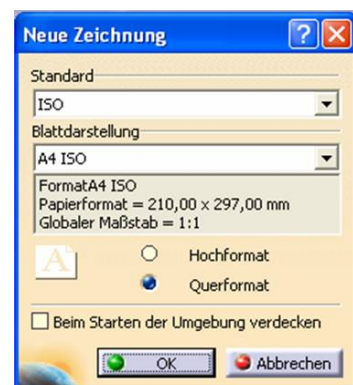 Neue Zeichnung
Standard
ISO
Blattdarstellung
A4 ISO
FormatA4 ISO
Papierformat = 210,00 x 297,00 mm
Globaler Maßstab = 1:1
A
Hochformat
Querformat
Beim Starten der Umgebung verdecken
OK
Abbrechen